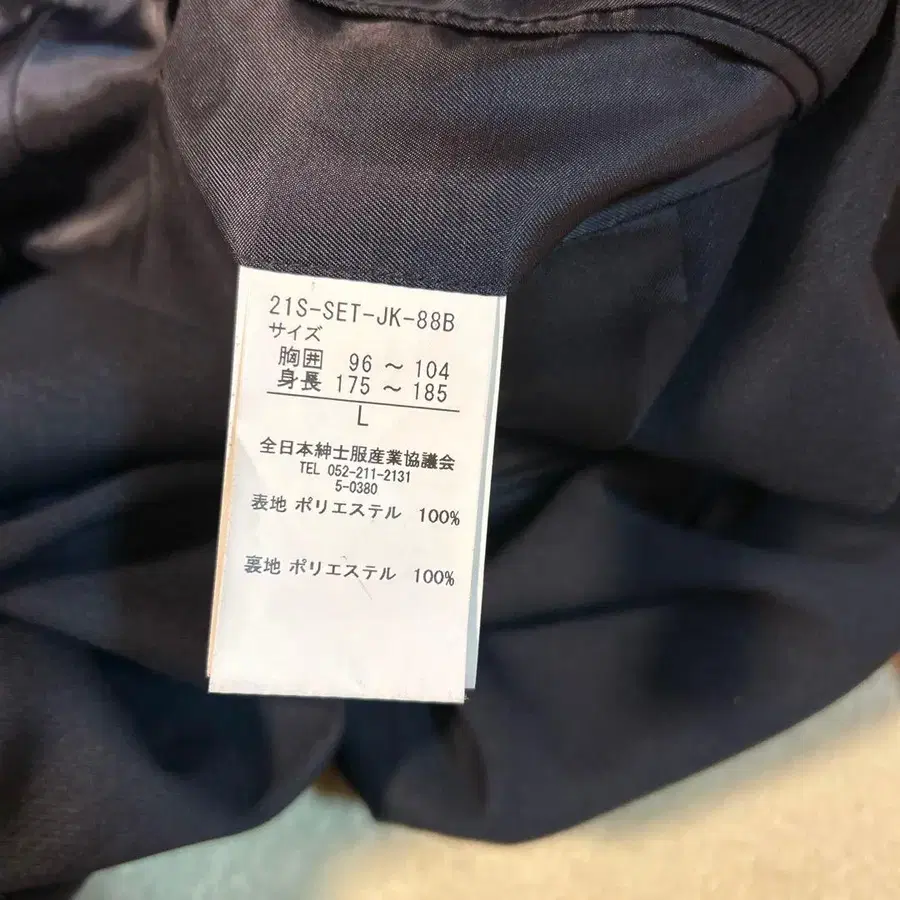 21S-SET-JK-88B
サイズ
胸囲 96 ～ 104
身長 175 ～ 185
L
全日本紳士服産業協議会
TEL 052-211-2131
5-0380
表地 ポリエステル 100%
裏地 ポリエステル 100%